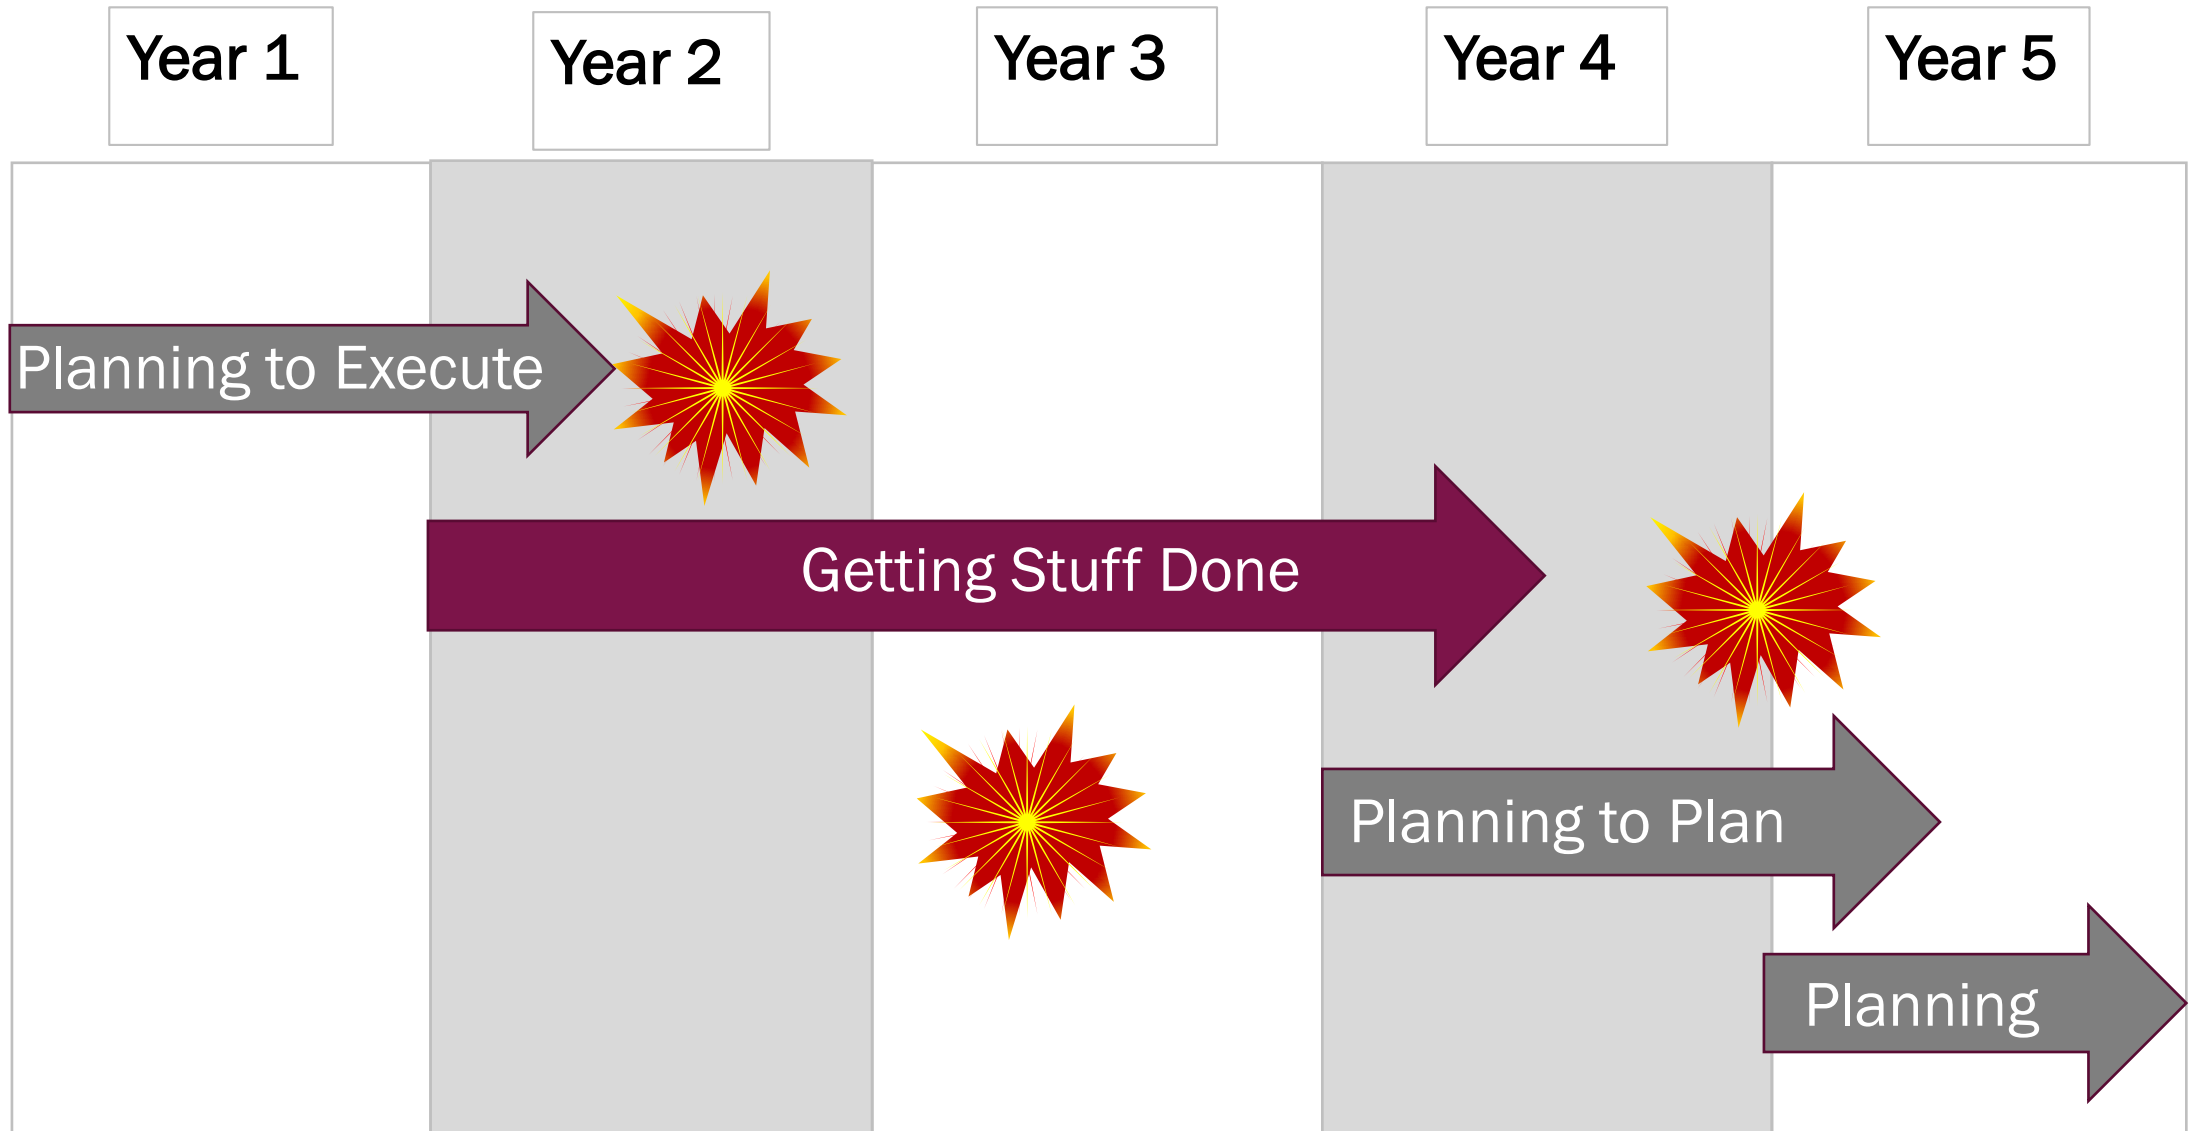 Year 1
Year 2
Year 3
Year 4
Year 5
Planning to Execute
Getting Stuff Done
Planning to Plan
Planning